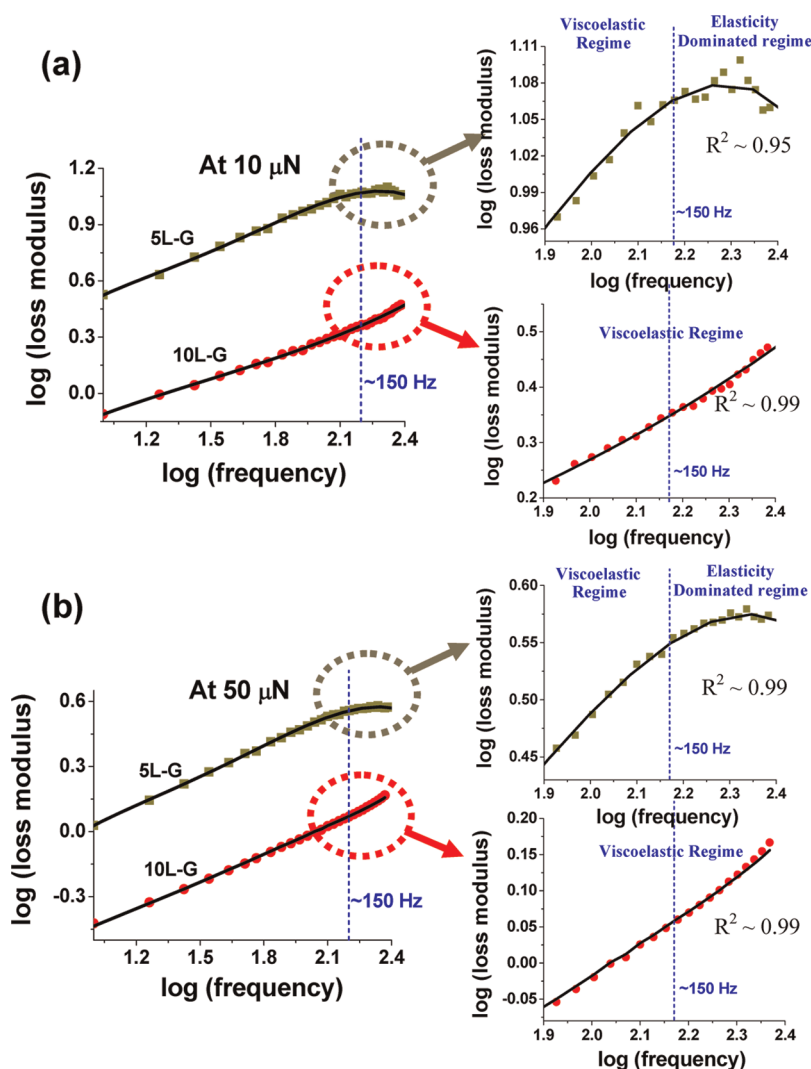 (a)
At 10 μN
5L-G
10L-G
~150 Hz
log (loss modulus)
1.2
0.9
0.6
0.3
0.0
1.2 1.5 1.8 2.1 2.4
log (frequency)
Viscoelastic
Regime
Elasticity
Dominated regime
log (loss modulus)
1.11
1.08
1.05
1.02
0.99
0.96
R² ~ 0.95
~150 Hz
1.9 2.0 2.1 2.2 2.3 2.4
log (frequency)
log (loss modulus)
0.5
0.4
0.3
0.2
Viscoelastic Regime
R² ~ 0.99
~150 Hz
1.9 2.0 2.1 2.2 2.3 2.4
log (frequency)
(b)
At 50 μN
5L-G
10L-G
~150 Hz
log (loss modulus)
0.6
0.3
0.0
-0.3
1.2 1.5 1.8 2.1 2.4
log (frequency)
Viscoelastic
Regime
Elasticity
Dominated regime
log (loss modulus)
0.60
0.55
0.50
0.45
R² ~ 0.99
~150 Hz
1.9 2.0 2.1 2.2 2.3 2.4
log (frequency)
log (loss modulus)
0.20
0.15
0.10
0.05
0.00
-0.05
Viscoelastic Regime
R² ~ 0.99
~150 Hz
1.9 2.0 2.1 2.2 2.3 2.4
log (frequency)